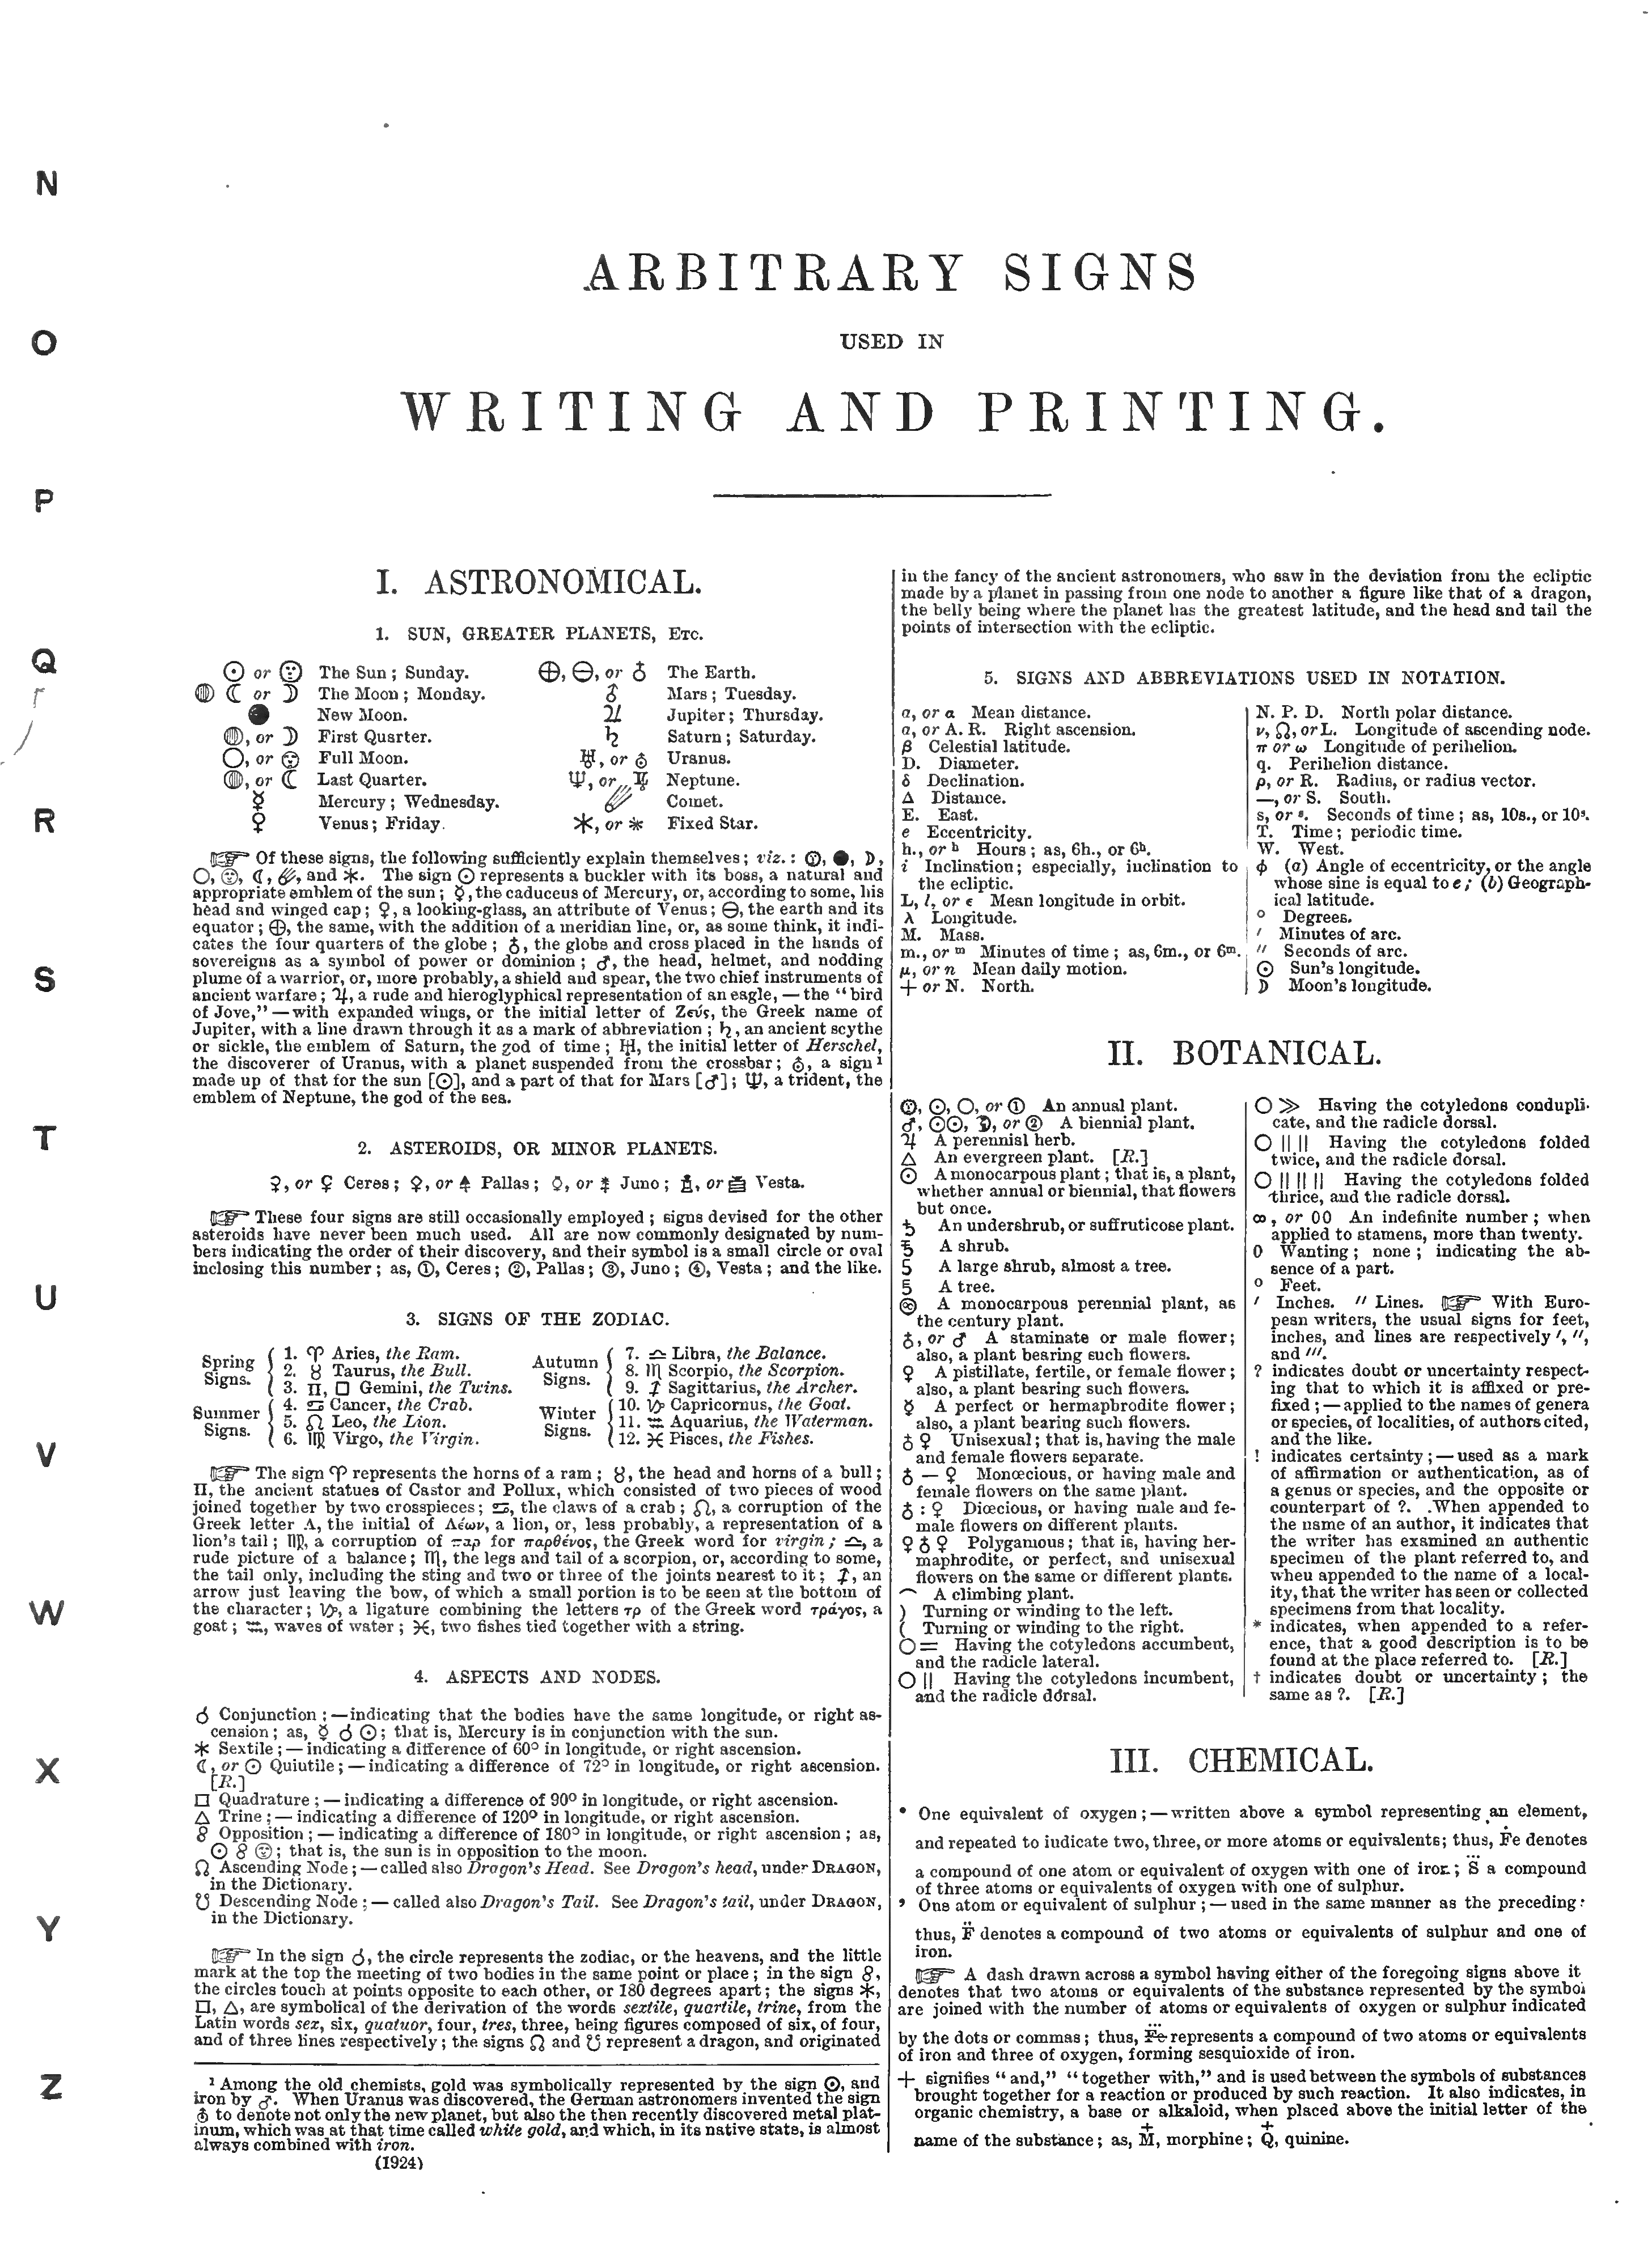 N
O
P
Q
R
S
T
U
V
W
X
Y
Z
ARBITRARY SIGNS
USED IN
WRITING AND PRINTING.
I. ASTRONOMICAL.
1. SUN, GREATER PLANETS, ETC.
☉ or 🌞 The Sun; Sunday.
☾ or ☽ The Moon; Monday.
● New Moon.
, or ☽ First Quarter.
○, or 🌝 Full Moon.
, or ☾ Last Quarter.
☿ Mercury; Wednesday.
♀ Venus; Friday.
⊕, ⊖, or ♁ The Earth.
♂ Mars; Tuesday.
♃ Jupiter; Thursday.
♄ Saturn; Saturday.
♅, or ⛢ Uranus.
♆, or Neptune.
☄ Comet.
✶, or * Fixed Star.
☞ Of these signs, the following sufficiently explain themselves; viz.: 🌞, ●, ☽,
○, 🌝, ☾, ☄, and ✶. The sign ☉ represents a buckler with its boss, a natural and
appropriate emblem of the sun; ☿, the caduceus of Mercury, or, according to some, his
head and winged cap; ♀, a looking-glass, an attribute of Venus; ⊖, the earth and its
equator; ⊕, the same, with the addition of a meridian line, or, as some think, it indi-
cates the four quarters of the globe; ♁, the globe and cross placed in the hands of
sovereigns as a symbol of power or dominion; ♂, the head, helmet, and nodding
plume of a warrior, or, more probably, a shield and spear, the two chief instruments of
ancient warfare; ♃, a rude and hieroglyphical representation of an eagle, — the "bird
of Jove," — with expanded wings, or the initial letter of Ζεύς, the Greek name of
Jupiter, with a line drawn through it as a mark of abbreviation; ♄, an ancient scythe
or sickle, the emblem of Saturn, the god of time; ♅, the initial letter of Herschel,
the discoverer of Uranus, with a planet suspended from the crossbar; ⛢, a sign¹
made up of that for the sun [☉], and a part of that for Mars [♂]; ♆, a trident, the
emblem of Neptune, the god of the sea.
2. ASTEROIDS, OR MINOR PLANETS.
⚳, or Ceres; ⚴, or Pallas; or ⚵ Juno; or Vesta.
☞ These four signs are still occasionally employed; signs devised for the other
asteroids have never been much used. All are now commonly designated by num-
bers indicating the order of their discovery, and their symbol is a small circle or oval
inclosing this number; as, ①, Ceres; ②, Pallas; ③, Juno; ④, Vesta; and the like.
3. SIGNS OF THE ZODIAC.
Spring Signs.
1. ♈ Aries, the Ram.
2. ♉ Taurus, the Bull.
3. ♊, □ Gemini, the Twins.
Summer Signs.
4. ♋ Cancer, the Crab.
5. ♌ Leo, the Lion.
6. ♍ Virgo, the Virgin.
Autumn Signs.
7. ♎ Libra, the Balance.
8. ♏ Scorpio, the Scorpion.
9. ♐ Sagittarius, the Archer.
Winter Signs.
10. ♑ Capricornus, the Goat.
11. ♒ Aquarius, the Waterman.
12. ♓ Pisces, the Fishes.
☞ The sign ♈ represents the horns of a ram; ♉, the head and horns of a bull;
♊, the ancient statues of Castor and Pollux, which consisted of two pieces of wood
joined together by two crosspieces; ♋, the claws of a crab; ♌, a corruption of the
Greek letter Λ, the initial of Λέων, a lion, or, less probably, a representation of a
lion's tail; ♍, a corruption of παρ for παρθένος, the Greek word for virgin; ♎, a
rude picture of a balance; ♏, the legs and tail of a scorpion, or, according to some,
the tail only, including the sting and two or three of the joints nearest to it; ♐, an
arrow just leaving the bow, of which a small portion is to be seen at the bottom of
the character; ♑, a ligature combining the letters τρ of the Greek word τράγος, a
goat; ♒, waves of water; ♓, two fishes tied together with a string.
4. ASPECTS AND NODES.
☌ Conjunction; — indicating that the bodies have the same longitude, or right as-
cension; as, ☿ ☌ ☉; that is, Mercury is in conjunction with the sun.
✶ Sextile; — indicating a difference of 60° in longitude, or right ascension.
☾, or ☉ Quintile; — indicating a difference of 72° in longitude, or right ascension.
[R.]
□ Quadrature; — indicating a difference of 90° in longitude, or right ascension.
△ Trine; — indicating a difference of 120° in longitude, or right ascension.
☍ Opposition; — indicating a difference of 180° in longitude, or right ascension; as,
☉ ☍ 🌝; that is, the sun is in opposition to the moon.
☊ Ascending Node; — called also Dragon's Head. See Dragon's head, under DRAGON,
in the Dictionary.
☋ Descending Node; — called also Dragon's Tail. See Dragon's tail, under DRAGON,
in the Dictionary.
☞ In the sign ☌, the circle represents the zodiac, or the heavens, and the little
mark at the top the meeting of two bodies in the same point or place; in the sign ☍,
the circles touch at points opposite to each other, or 180 degrees apart; the signs ✶,
□, △, are symbolical of the derivation of the words sextile, quartile, trine, from the
Latin words sex, six, quatuor, four, tres, three, being figures composed of six, of four,
and of three lines respectively; the signs ☊ and ☋ represent a dragon, and originated
¹ Among the old chemists, gold was symbolically represented by the sign ☉, and
iron by ♂. When Uranus was discovered, the German astronomers invented the sign
⛢ to denote not only the new planet, but also the then recently discovered metal plat-
inum, which was at that time called white gold, and which, in its native state, is almost
always combined with iron.
(1924)
in the fancy of the ancient astronomers, who saw in the deviation from the ecliptic
made by a planet in passing from one node to another a figure like that of a dragon,
the belly being where the planet has the greatest latitude, and the head and tail the
points of intersection with the ecliptic.
5. SIGNS AND ABBREVIATIONS USED IN NOTATION.
a, or α Mean distance.
α, or A. R. Right ascension.
β Celestial latitude.
D. Diameter.
δ Declination.
Δ Distance.
E. East.
e Eccentricity.
h., or ʰ Hours; as, 6h., or 6ʰ.
i Inclination; especially, inclination to
the ecliptic.
L, l, or ε Mean longitude in orbit.
λ Longitude.
M. Mass.
m., or ᵐ Minutes of time; as, 6m., or 6ᵐ.
μ, or n Mean daily motion.
+ or N. North.
N. P. D. North polar distance.
ν, ☊, or L. Longitude of ascending node.
π or ω Longitude of perihelion.
q. Perihelion distance.
ρ, or R. Radius, or radius vector.
—, or S. South.
s, or ˢ. Seconds of time; as, 10s., or 10ˢ.
T. Time; periodic time.
W. West.
ϕ (a) Angle of eccentricity, or the angle
whose sine is equal to e; (b) Geograph-
ical latitude.
° Degrees.
′ Minutes of arc.
″ Seconds of arc.
☉ Sun's longitude.
☽ Moon's longitude.
II. BOTANICAL.
🌞, ☉, ○, or ① An annual plant.
♂, ☉☉, or ② A biennial plant.
♃ A perennial herb.
△ An evergreen plant. [R.]
☉ A monocarpous plant; that is, a plant,
whether annual or biennial, that flowers
but once.
♄ An undershrub, or suffruticose plant.
A shrub.
5 A large shrub, almost a tree.
5 A tree.
A monocarpous perennial plant, as
the century plant.
♁, or ♂ A staminate or male flower;
also, a plant bearing such flowers.
♀ A pistillate, fertile, or female flower;
also, a plant bearing such flowers.
☿ A perfect or hermaphrodite flower;
also, a plant bearing such flowers.
♁ ♀ Unisexual; that is, having the male
and female flowers separate.
♁ — ♀ Monœcious, or having male and
female flowers on the same plant.
♁ : ♀ Diœcious, or having male and fe-
male flowers on different plants.
♀ ♁ ♀ Polygamous; that is, having her-
maphrodite, or perfect, and unisexual
flowers on the same or different plants.
⌒ A climbing plant.
) Turning or winding to the left.
( Turning or winding to the right.
○= Having the cotyledons accumbent,
and the radicle lateral.
○ || Having the cotyledons incumbent,
and the radicle dorsal.
○ ≫ Having the cotyledons condupli-
cate, and the radicle dorsal.
○ || || Having the cotyledons folded
twice, and the radicle dorsal.
○ || || || Having the cotyledons folded
thrice, and the radicle dorsal.
∞, or 00 An indefinite number; when
applied to stamens, more than twenty.
0 Wanting; none; indicating the ab-
sence of a part.
° Feet.
′ Inches. ″ Lines. ☞ With Euro-
pean writers, the usual signs for feet,
inches, and lines are respectively ′, ″,
and ‴.
? indicates doubt or uncertainty respect-
ing that to which it is affixed or pre-
fixed; — applied to the names of genera
or species, of localities, of authors cited,
and the like.
! indicates certainty; — used as a mark
of affirmation or authentication, as of
a genus or species, and the opposite or
counterpart of ?. When appended to
the name of an author, it indicates that
the writer has examined an authentic
specimen of the plant referred to, and
when appended to the name of a local-
ity, that the writer has seen or collected
specimens from that locality.
* indicates, when appended to a refer-
ence, that a good description is to be
found at the place referred to. [R.]
† indicates doubt or uncertainty; the
same as ?. [R.]
III. CHEMICAL.
• One equivalent of oxygen; — written above a symbol representing an element,
and repeated to indicate two, three, or more atoms or equivalents; thus, Ḟe denotes
a compound of one atom or equivalent of oxygen with one of iron; S⃛ a compound
of three atoms or equivalents of oxygen with one of sulphur.
, One atom or equivalent of sulphur; — used in the same manner as the preceding:
thus, F̈ denotes a compound of two atoms or equivalents of sulphur and one of
iron.
☞ A dash drawn across a symbol having either of the foregoing signs above it
denotes that two atoms or equivalents of the substance represented by the symbol
are joined with the number of atoms or equivalents of oxygen or sulphur indicated
by the dots or commas; thus, F̶e̶⃛ represents a compound of two atoms or equivalents
of iron and three of oxygen, forming sesquioxide of iron.
+ signifies "and," "together with," and is used between the symbols of substances
brought together for a reaction or produced by such reaction. It also indicates, in
organic chemistry, a base or alkaloid, when placed above the initial letter of the
name of the substance; as, M̟, morphine; Q̟, quinine.